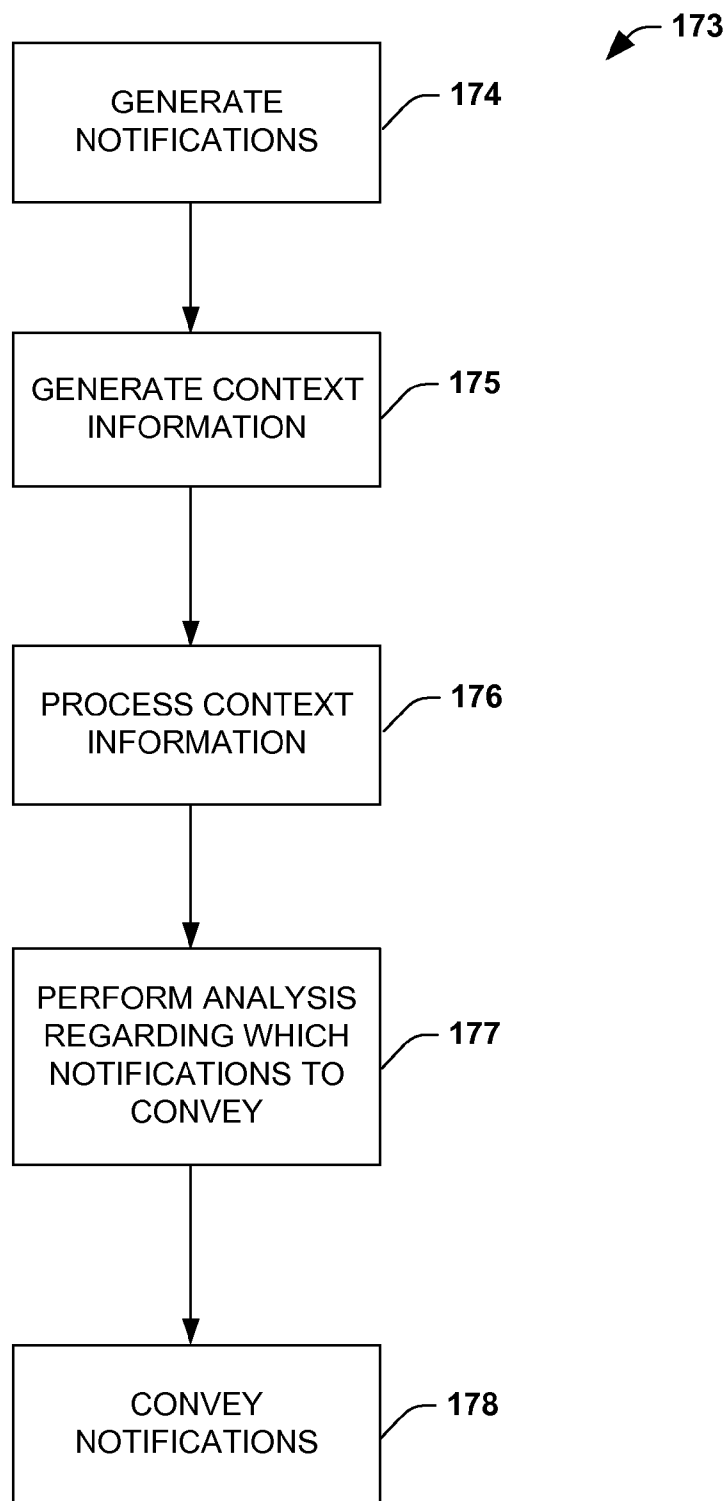 173
GENERATE
NOTIFICATIONS
174
GENERATE CONTEXT
INFORMATION
175
PROCESS CONTEXT
INFORMATION
176
PERFORM ANALYSIS
REGARDING WHICH
NOTIFICATIONS TO
CONVEY
177
CONVEY
NOTIFICATIONS
178